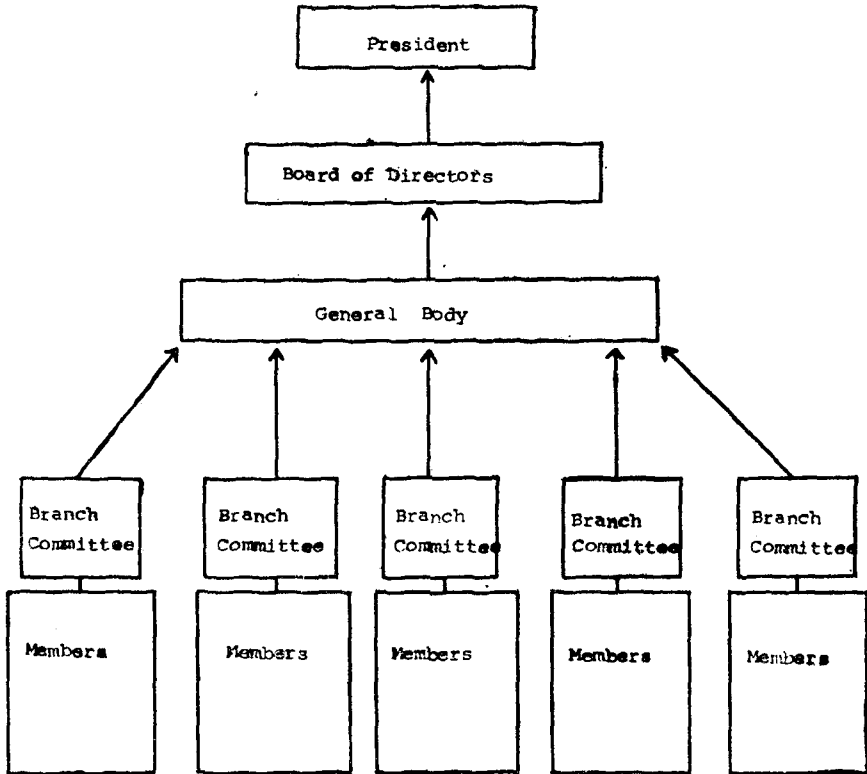 President
Board of Directors
General Body
Branch
Committee
Branch
Committee
Branch
Committee
Branch
Committee
Branch
Committee
Members
Members
Members
Members
Members